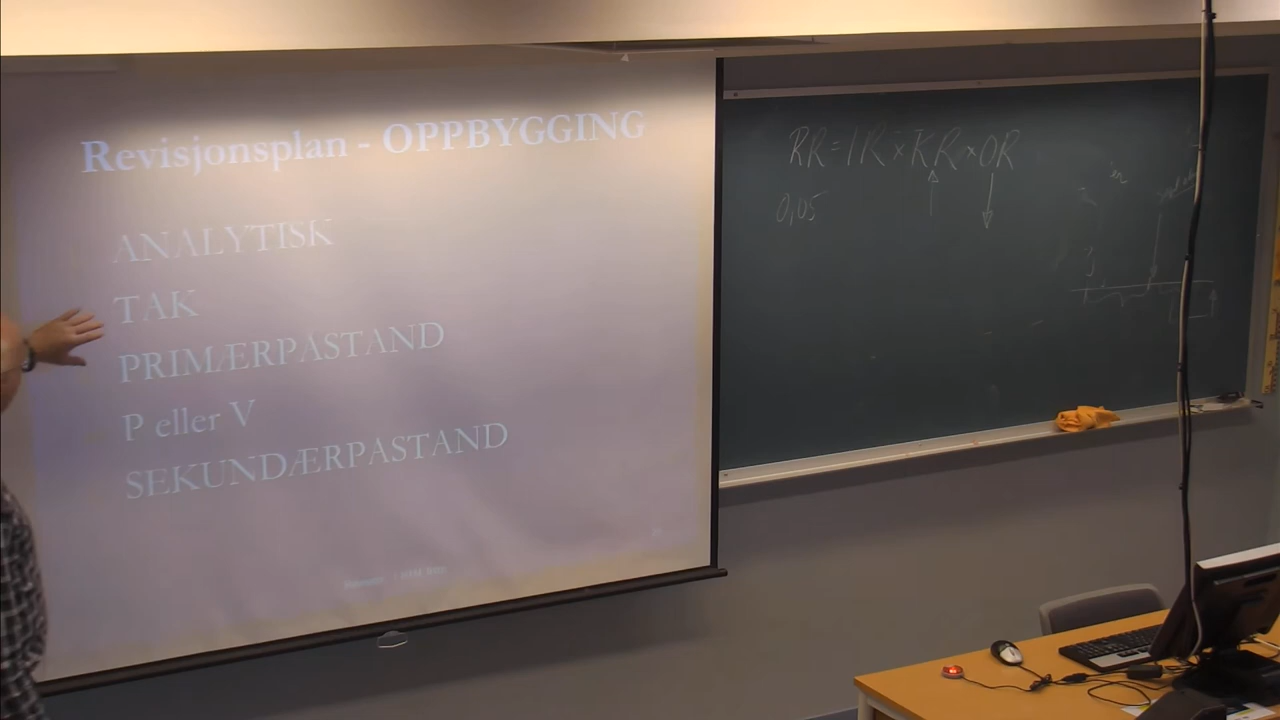 Revisjonsplan - OPPBYGGING
ANALYTISK
TAK
PRIMÆRPÅSTAND
P eller V
SEKUNDÆRPÅSTAND
RR=IR×KR×OR
0,05